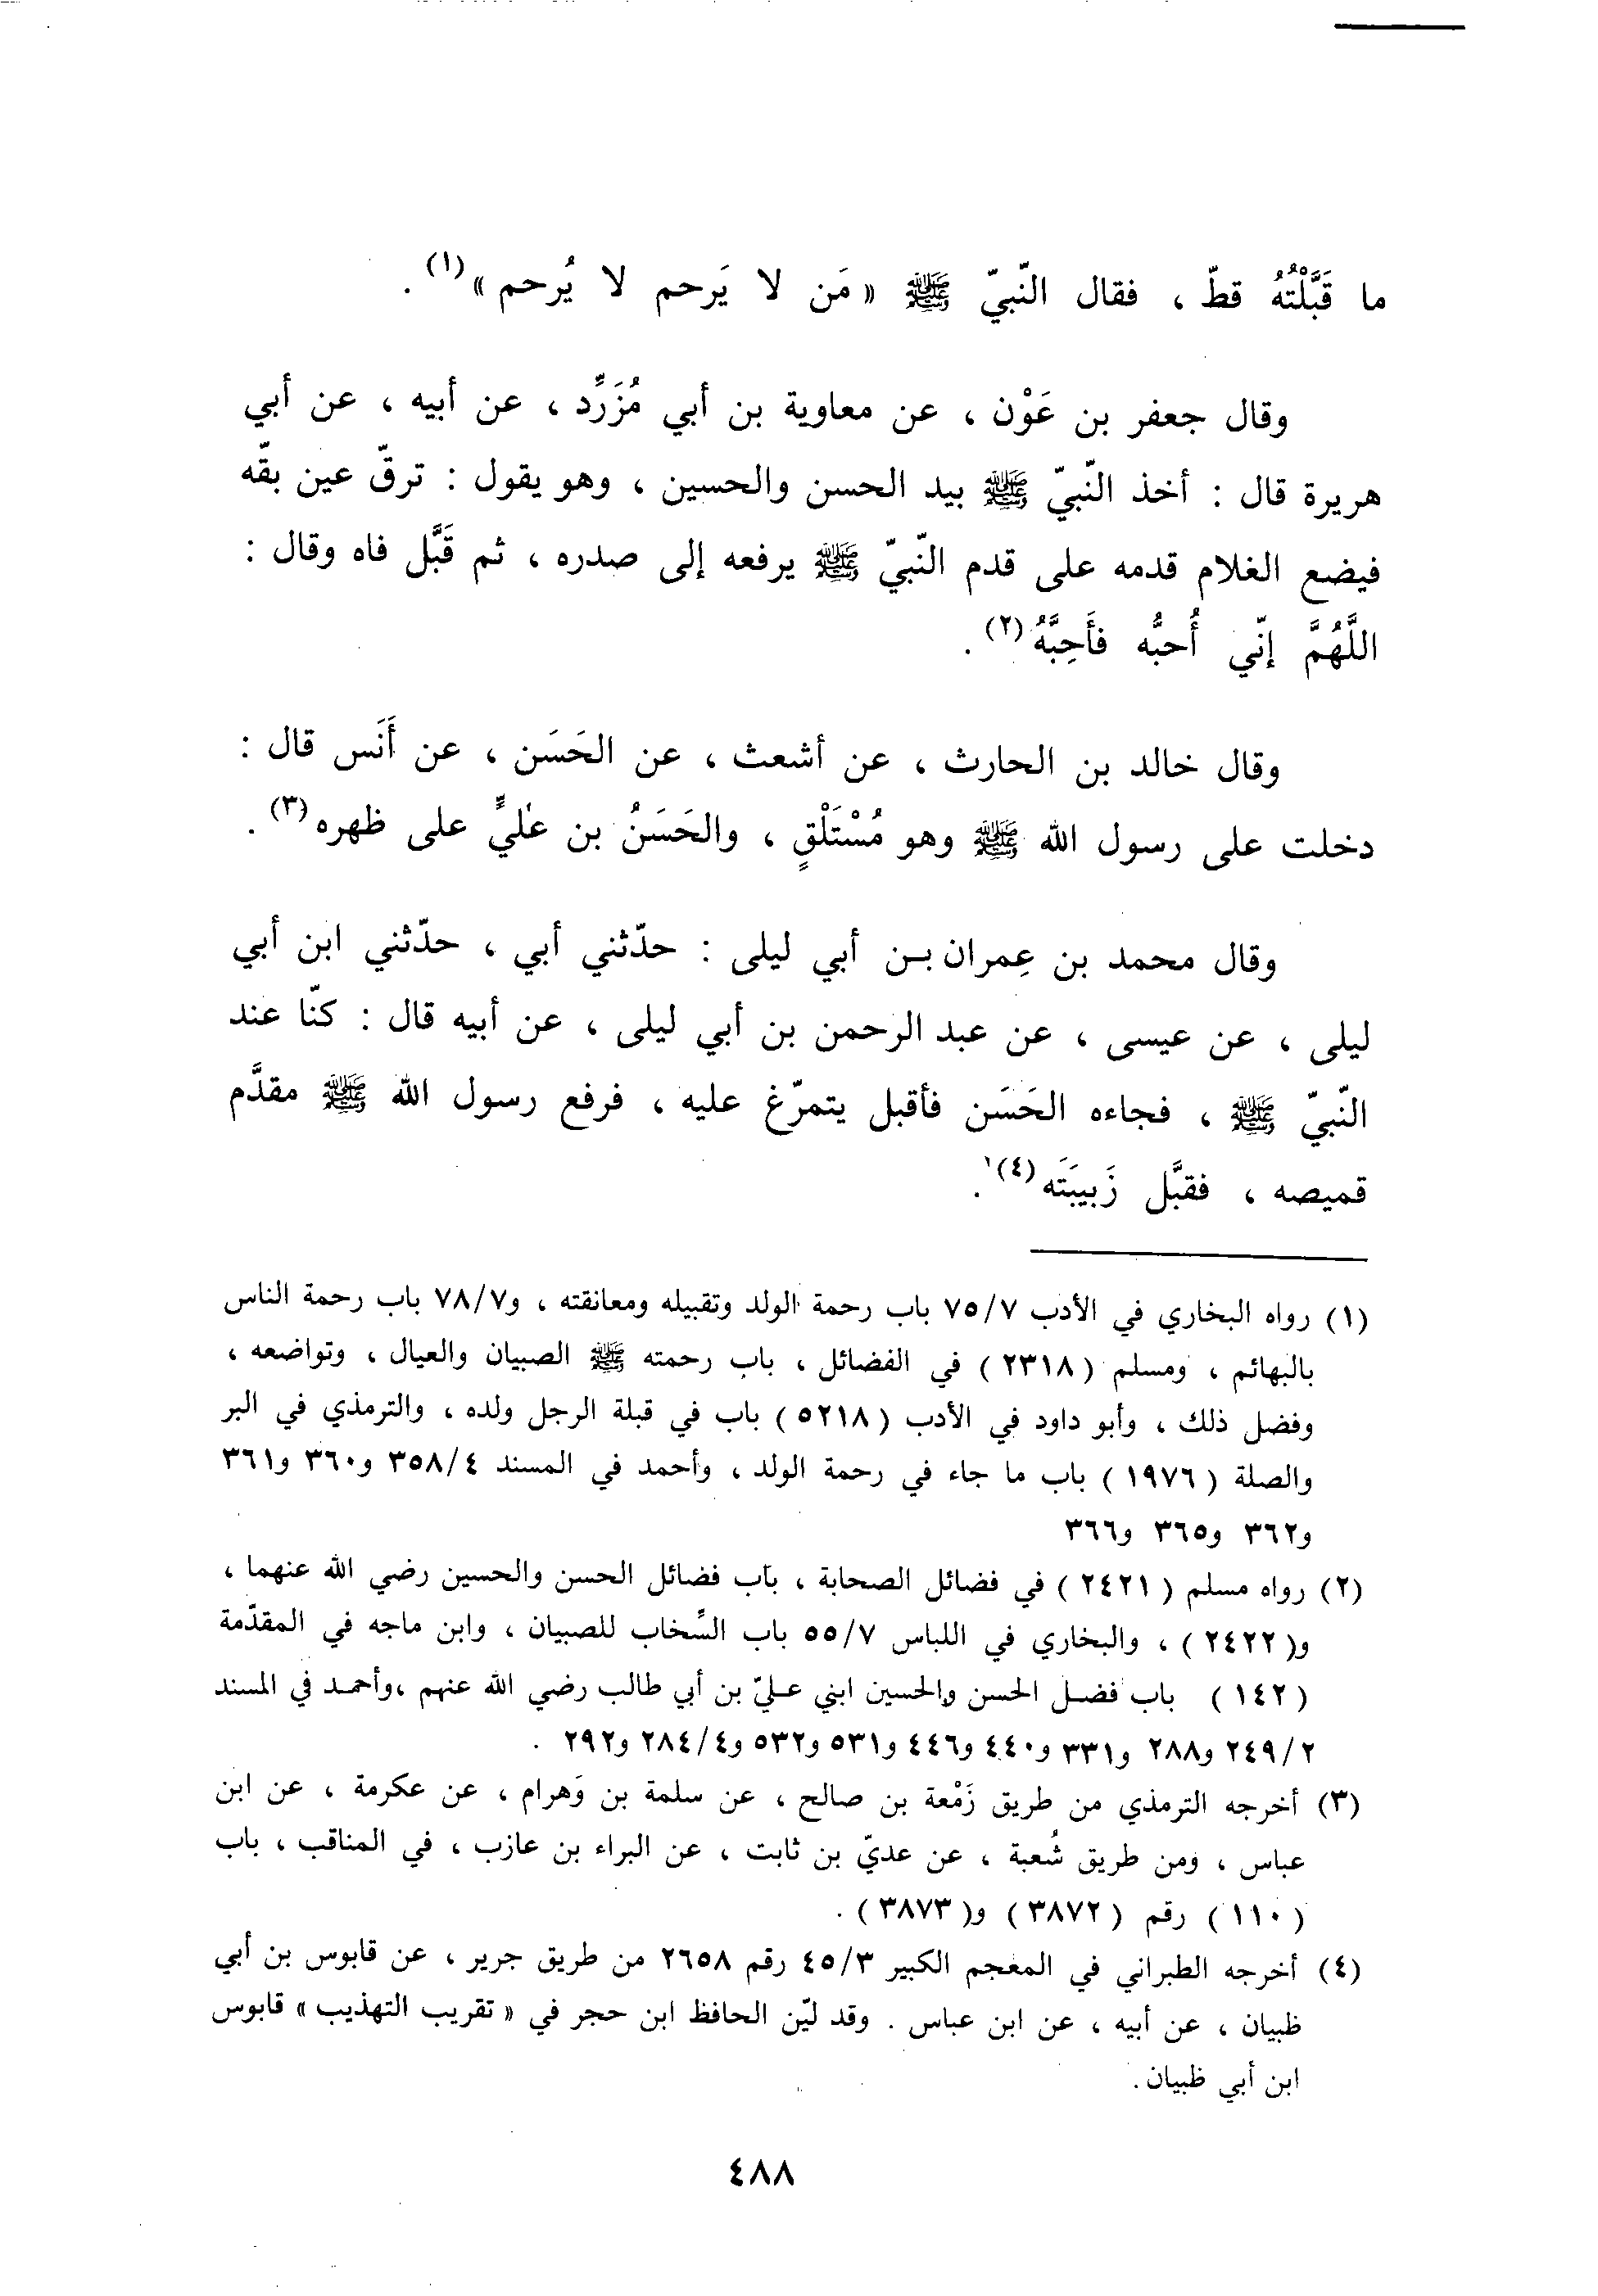 ما قَبَّلْتُهُ قطّ ، فقال النّبيّ ﷺ « مَن لا يَرحم لا يُرحم »(١) .
وقال جعفر بن عَوْن ، عن معاوية بن أبي مُزَرِّد ، عن أبيه ، عن أبي
هريرة قال : أخذ النّبيّ ﷺ بيد الحسن والحسين ، وهو يقول : ترقّ عين بقّه
فيضع الغلام قدمه على قدم النّبيّ ﷺ يرفعه إلى صدره ، ثم قَبَّل فاه وقال :
اللَّهُمَّ إنّي أُحبُّه فأَحِبَّهُ(٢) .
وقال خالد بن الحارث ، عن أشعث ، عن الحَسَن ، عن أَنَس قال :
دخلت على رسول الله ﷺ وهو مُسْتَلْقٍ ، والحَسَنُ بن عليٍّ على ظهره(٣) .
وقال محمد بن عِمران بـن أبي ليلى : حدّثني أبي ، حدّثني ابن أبي
ليلى ، عن عيسى ، عن عبد الرحمن بن أبي ليلى ، عن أبيه قال : كنّا عند
النّبيّ ﷺ ، فجاءه الحَسَن فأقبل يتمرّغ عليه ، فرفع رسول الله ﷺ مقدَّم
قميصه ، فقبَّل زَبيبَتَه(٤) .
(١) رواه البخاري في الأدب ٧٥/٧ باب رحمة الولد وتقبيله ومعانقته ، و٧٨/٧ باب رحمة الناس
بالبهائم ، ومسلم ( ٢٣١٨ ) في الفضائل ، باب رحمته ﷺ الصبيان والعيال ، وتواضعه ،
وفضل ذلك ، وأبو داود في الأدب ( ٥٢١٨ ) باب في قبلة الرجل ولده ، والترمذي في البر
والصلة ( ١٩٧٦ ) باب ما جاء في رحمة الولد ، وأحمد في المسند ٣٥٨/٤ و٣٦٠ و٣٦١
و٣٦٢ و٣٦٥ و٣٦٦
(٢) رواه مسلم ( ٢٤٢١ ) في فضائل الصحابة ، باب فضائل الحسن والحسين رضي الله عنهما ،
و( ٢٤٢٢ ) ، والبخاري في اللباس ٥٥/٧ باب السِّخاب للصبيان ، وابن ماجه في المقدّمة
( ١٤٢ ) باب فضـل الحسن والحسين ابني عـليّ بن أبي طالب رضي الله عنهم ،وأحمـد في المسند
٢٤٩/٢ و٢٨٨ و٣٣١ و٤٤٠ و٤٤٦ و٥٣١ و٥٣٢ و٢٨٤/٤ و٢٩٢ .
(٣) أخرجه الترمذي من طريق زَمْعة بن صالح ، عن سلمة بن وَهرام ، عن عكرمة ، عن ابن
عباس ، ومن طريق شُعبة ، عن عديّ بن ثابت ، عن البراء بن عازب ، في المناقب ، باب
( ١١٠ ) رقم ( ٣٨٧٢ ) و( ٣٨٧٣ ) .
(٤) أخرجه الطبراني في المعجم الكبير ٤٥/٣ رقم ٢٦٥٨ من طريق جرير ، عن قابوس بن أبي
ظبيان ، عن أبيه ، عن ابن عباس . وقد ليّن الحافظ ابن حجر في « تقريب التهذيب » قابوس
ابن أبي ظبيان .
٤٨٨